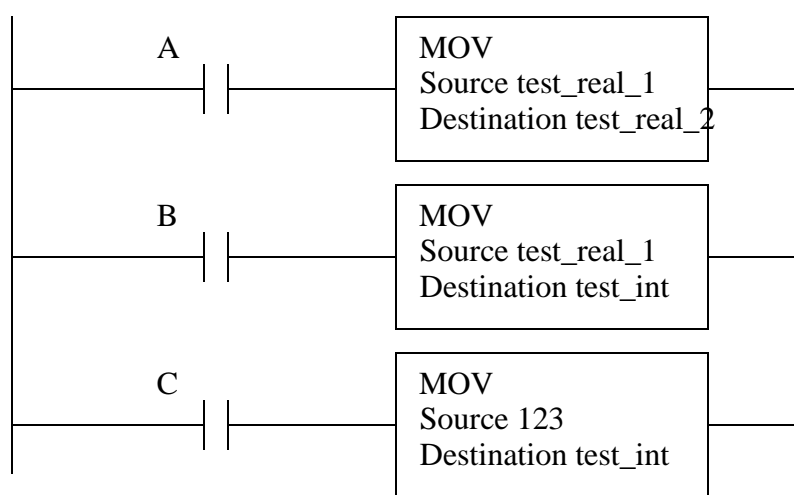 A
MOV
Source test_real_1
Destination test_real_2
B
MOV
Source test_real_1
Destination test_int
C
MOV
Source 123
Destination test_int